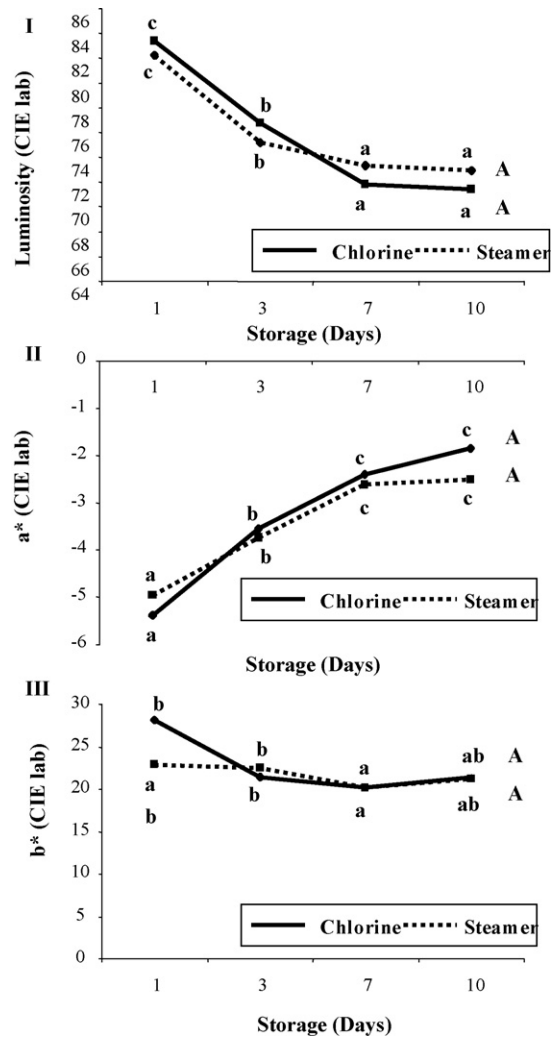 I
Luminosity (CIE lab)
86
84
82
80
78
76
74
72
70
68
66
64
c
c
b
b
a
a
a
a
A
A
Chlorine Steamer
1 3 7 10
Storage (Days)
II
a* (CIE lab)
0
-1
-2
-3
-4
-5
-6
1 3 7 10
a
a
b
b
c
c
c
c
A
A
Chlorine Steamer
Storage (Days)
III
b* (CIE lab)
30
25
20
15
10
5
0
b
a
b
b
b
a
a
ab
ab
A
A
Chlorine Steamer
1 3 7 10
Storage (Days)